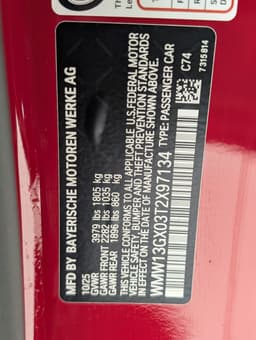 MFD BY BAYERISCHE MOTOREN WERKE AG
10/25
GVWR 3979 lbs 1805 kg
GAWR FRONT 2282 lbs 1035 kg
GAWR REAR 1896 lbs 860 kg
THIS VEHICLE CONFORMS TO ALL APPLICABLE U.S. FEDERAL MOTOR
VEHICLE SAFETY, BUMPER AND THEFT PREVENTION STANDARDS
IN EFFECT ON THE DATE OF MANUFACTURE SHOWN ABOVE.
WMW13GX03T2X97134 TYPE: PASSENGER CAR
C74
7315814